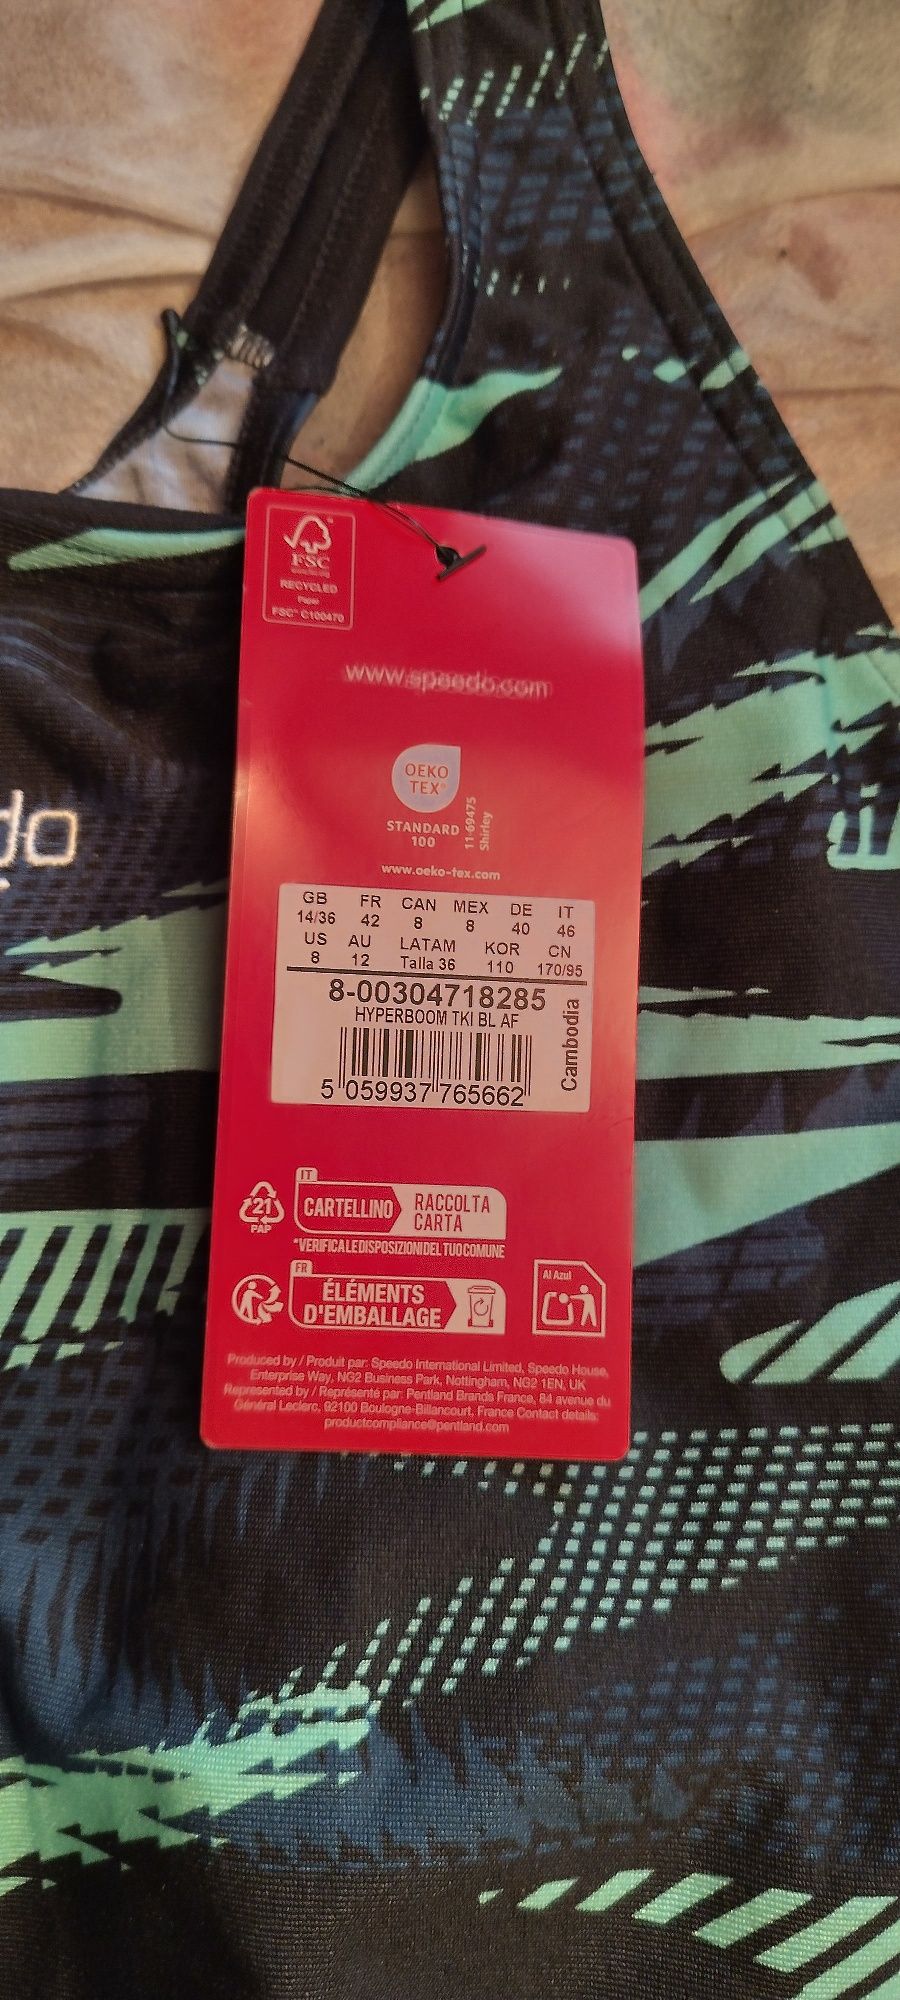 FSC
RECYCLED
Paper
FSC® C100470
www.speedo.com
OEKO
TEX®
STANDARD
100
11-69475
Shirley
www.oeko-tex.com
GB FR CAN MEX DE IT
14/36 42 8 8 40 46
US AU LATAM KOR CN
8 12 Talla 36 110 170/95
8-00304718285
HYPERBOOM TKI BL AF
Cambodia
5 059937 765662
do
21
PAP
IT
CARTELLINO RACCOLTA
CARTA
*VERIFICA LE DISPOSIZIONI DEL TUO COMUNE
FR
ÉLÉMENTS
D'EMBALLAGE
Al Azul
Produced by / Produit par: Speedo International Limited, Speedo House,
Enterprise Way, NG2 Business Park, Nottingham, NG2 1EN, UK
Represented by / Représenté par: Pentland Brands France, 84 avenue du
Général Leclerc, 92100 Boulogne-Billancourt, France Contact details:
productcompliance@pentland.com